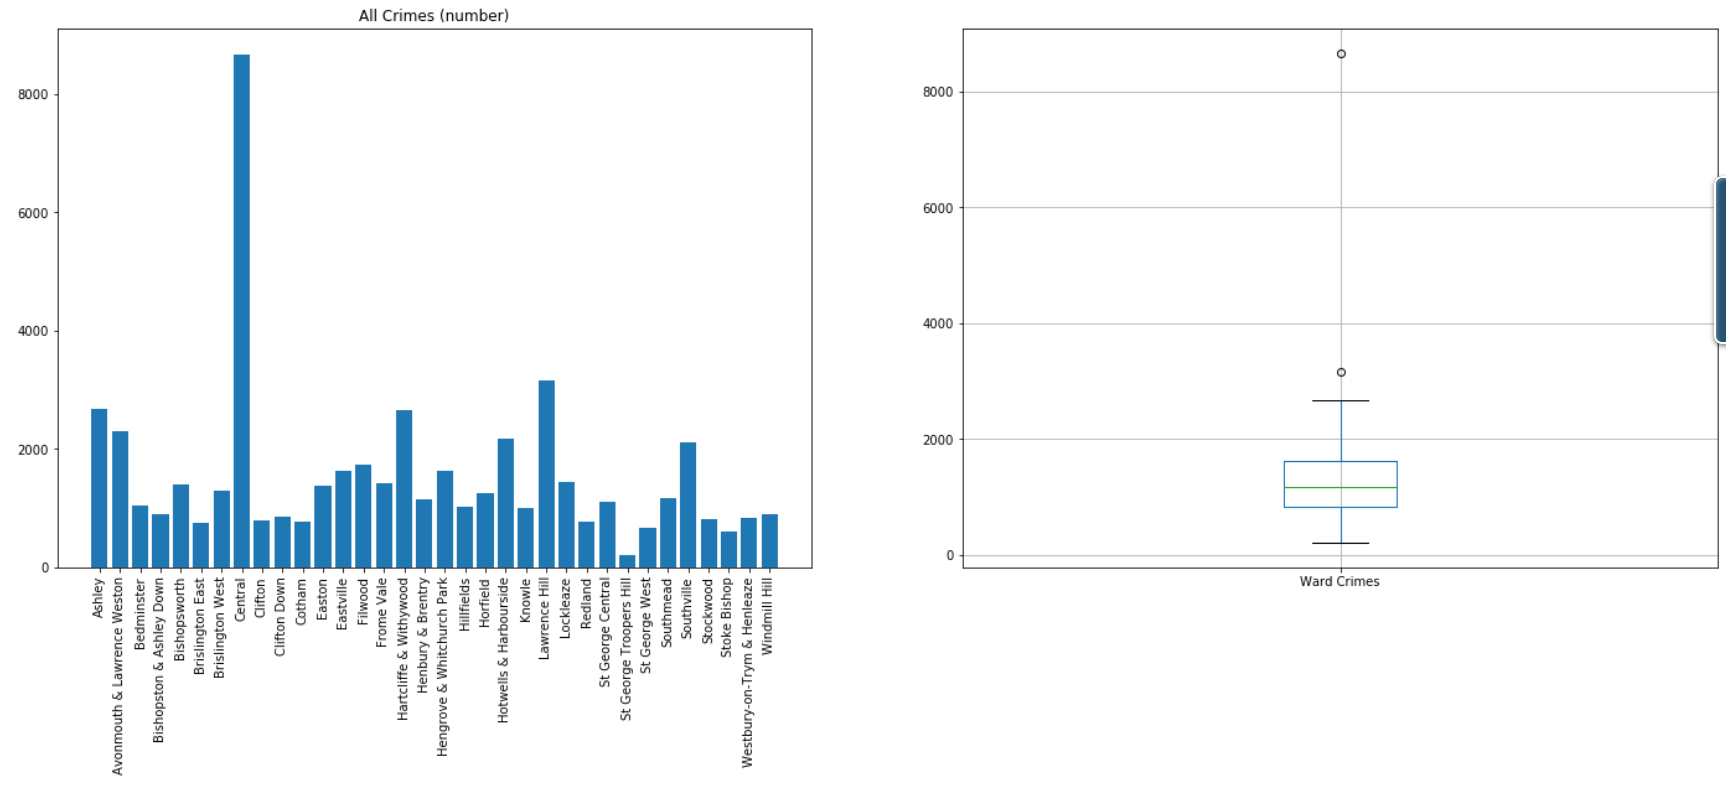 All Crimes (number)
8000
6000
4000
2000
0
Ashley
Avonmouth & Lawrence Weston
Bedminster
Bishopston & Ashley Down
Bishopsworth
Brislington East
Brislington West
Central
Clifton
Clifton Down
Cotham
Easton
Eastville
Filwood
Frome Vale
Hartcliffe & Withywood
Henbury & Brentry
Hengrove & Whitchurch Park
Hillfields
Horfield
Hotwells & Harbourside
Knowle
Lawrence Hill
Lockleaze
Redland
St George Central
St George Troopers Hill
St George West
Southmead
Southville
Stockwood
Stoke Bishop
Westbury-on-Trym & Henleaze
Windmill Hill
8000
6000
4000
2000
0
Ward Crimes